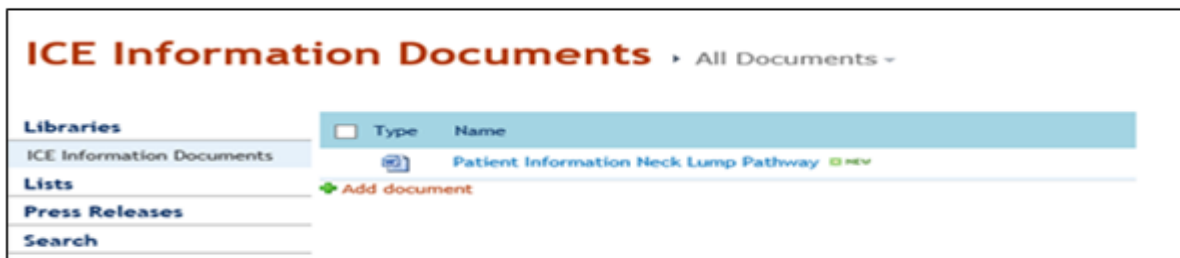 ICE Information Documents All Documents
Libraries
ICE Information Documents
Lists
Press Releases
Search
Type Name
Patient Information Neck Lump Pathway NEW
Add document